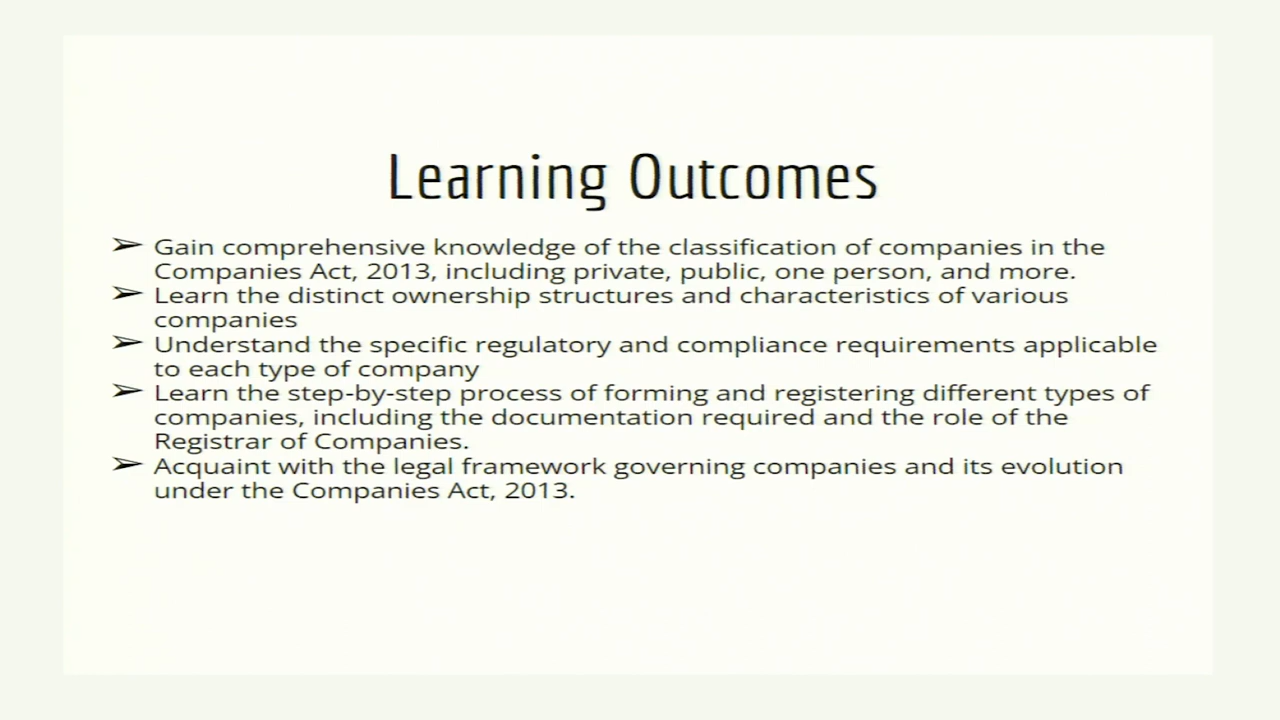 Learning Outcomes
➢ Gain comprehensive knowledge of the classification of companies in the
Companies Act, 2013, including private, public, one person, and more.
➢ Learn the distinct ownership structures and characteristics of various
companies
➢ Understand the specific regulatory and compliance requirements applicable
to each type of company
➢ Learn the step-by-step process of forming and registering different types of
companies, including the documentation required and the role of the
Registrar of Companies.
➢ Acquaint with the legal framework governing companies and its evolution
under the Companies Act, 2013.